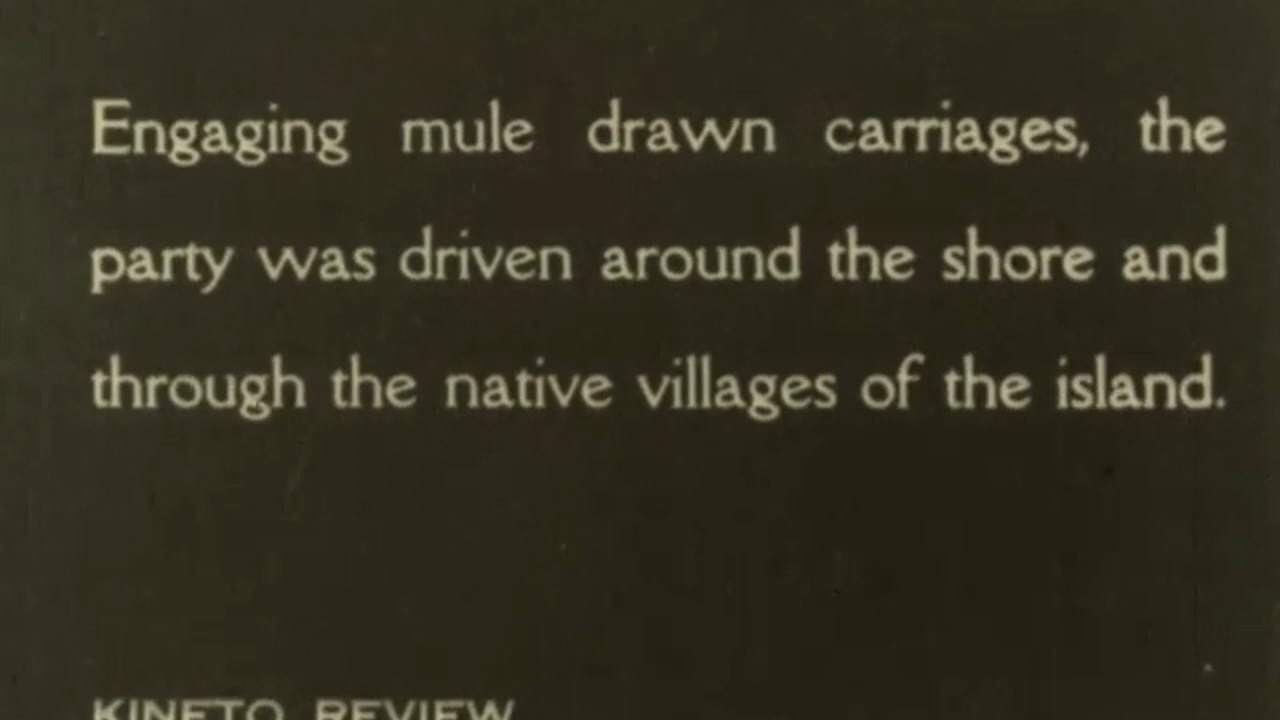 Engaging mule drawn carriages, the
party was driven around the shore and
through the native villages of the island.
KINETO REVIEW